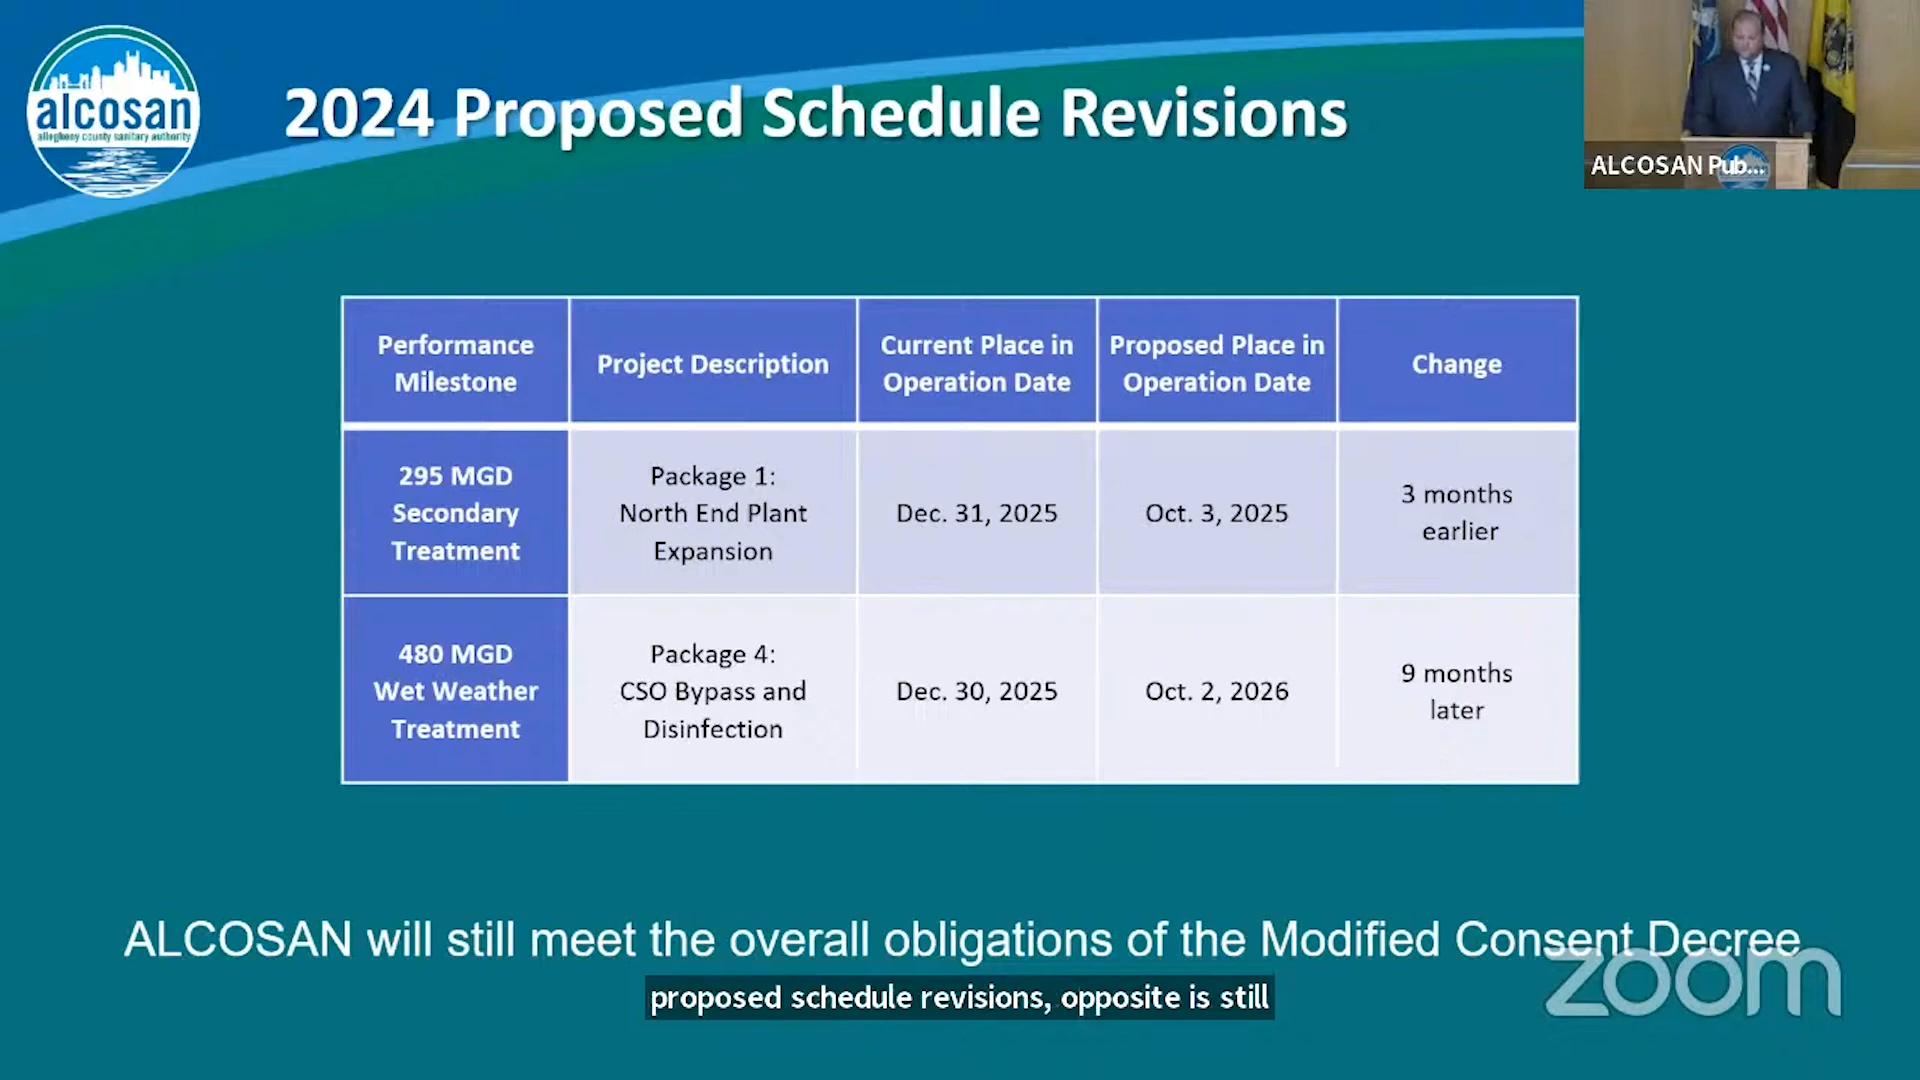 alcosan
allegheny county sanitary authority
2024 Proposed Schedule Revisions
ALCOSAN Pub...
Performance
Milestone
Project Description
Current Place in
Operation Date
Proposed Place in
Operation Date
Change
295 MGD
Secondary
Treatment
Package 1:
North End Plant
Expansion
Dec. 31, 2025
Oct. 3, 2025
3 months
earlier
480 MGD
Wet Weather
Treatment
Package 4:
CSO Bypass and
Disinfection
Dec. 30, 2025
Oct. 2, 2026
9 months
later
ALCOSAN will still meet the overall obligations of the Modified Consent Decree
zoom
proposed schedule revisions, opposite is still